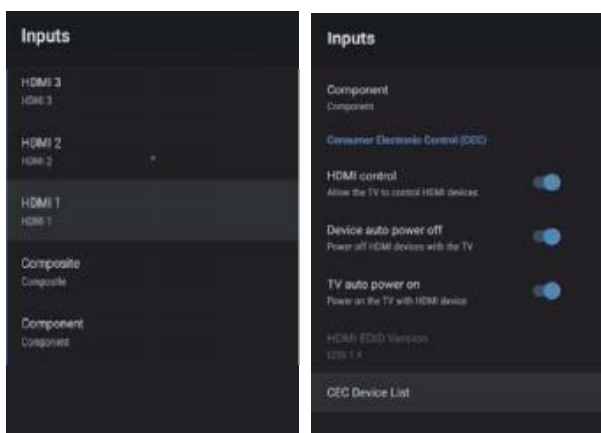 Inputs
HDMI 3
HDMI 3
HDMI 2
HDMI 2
HDMI 1
HDMI 1
Composite
Composite
Component
Component
Inputs
Component
Component
Consumer Electronic Control (CEC)
HDMI control
Allow the TV to control HDMI devices
Device auto power off
Power off HDMI devices with the TV
TV auto power on
Power on the TV with HDMI device
HDMI EDID Version
EDID 1.4
CEC Device List